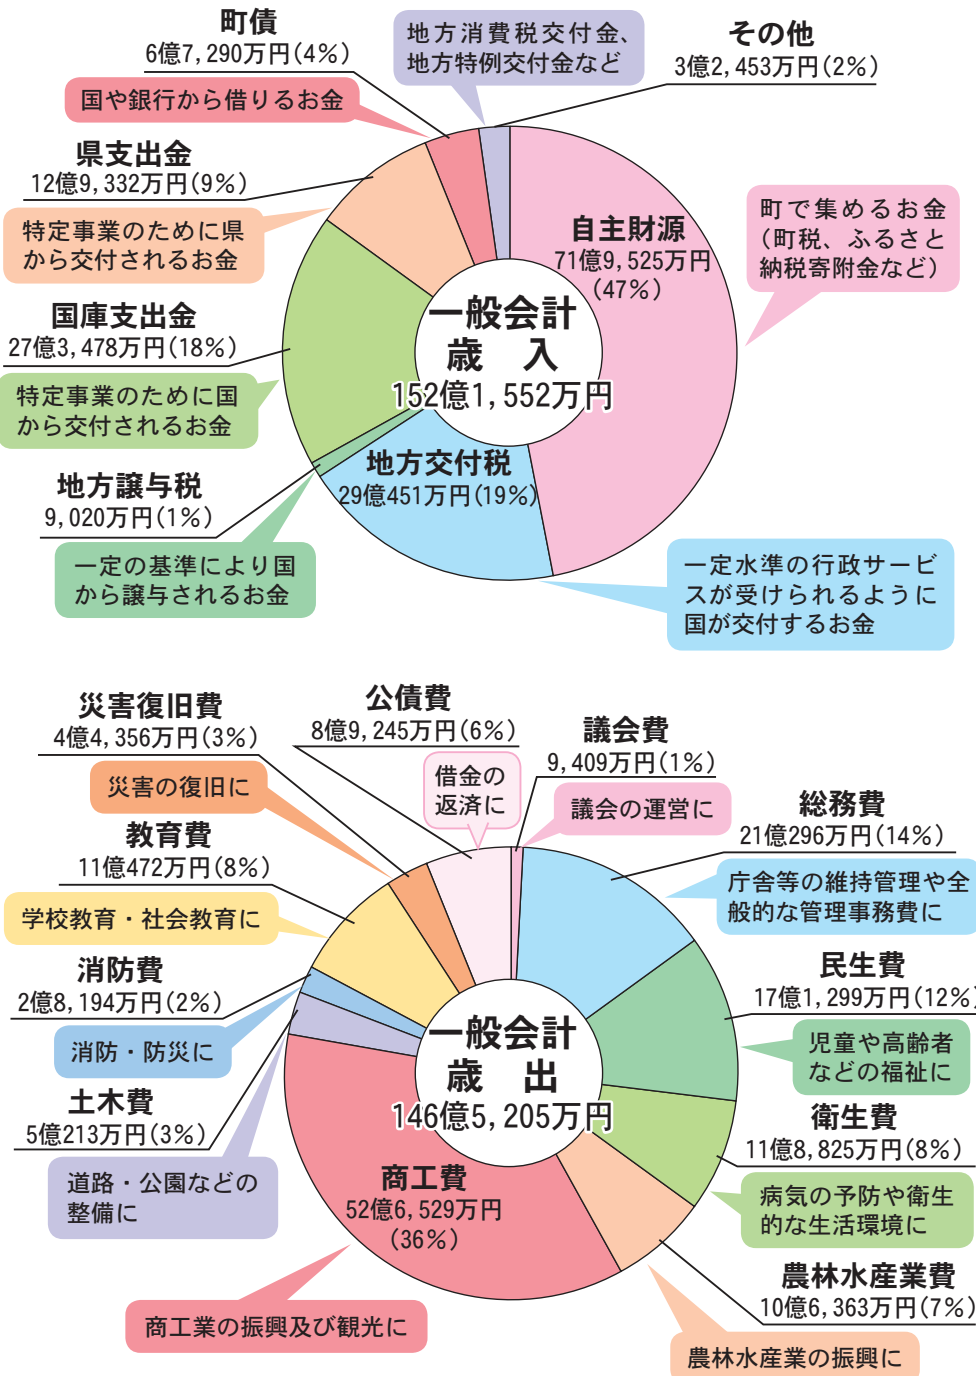 町債
6億7,290万円(4%)
国や銀行から借りるお金
地方消費税交付金、
地方特例交付金など
その他
3億2,453万円(2%)
県支出金
12億9,332万円(9%)
特定事業のために県
から交付されるお金
自主財源
71億9,525万円
(47%)
町で集めるお金
(町税、ふるさと
納税寄附金など)
国庫支出金
27億3,478万円(18%)
特定事業のために国
から交付されるお金
一般会計
歳 入
152億1,552万円
地方交付税
29億451万円(19%)
地方譲与税
9,020万円(1%)
一定の基準により国
から譲与されるお金
一定水準の行政サービ
スが受けられるように
国が交付するお金
災害復旧費
4億4,356万円(3%)
災害の復旧に
公債費
8億9,245万円(6%)
借金の
返済に
議会費
9,409万円(1%)
議会の運営に
教育費
11億472万円(8%)
学校教育・社会教育に
総務費
21億296万円(14%)
庁舎等の維持管理や全
般的な管理事務費に
消防費
2億8,194万円(2%)
消防・防災に
民生費
17億1,299万円(12%)
児童や高齢者
などの福祉に
一般会計
歳 出
146億5,205万円
土木費
5億213万円(3%)
道路・公園などの
整備に
衛生費
11億8,825万円(8%)
病気の予防や衛生
的な生活環境に
商工費
52億6,529万円
(36%)
商工業の振興及び観光に
農林水産業費
10億6,363万円(7%)
農林水産業の振興に